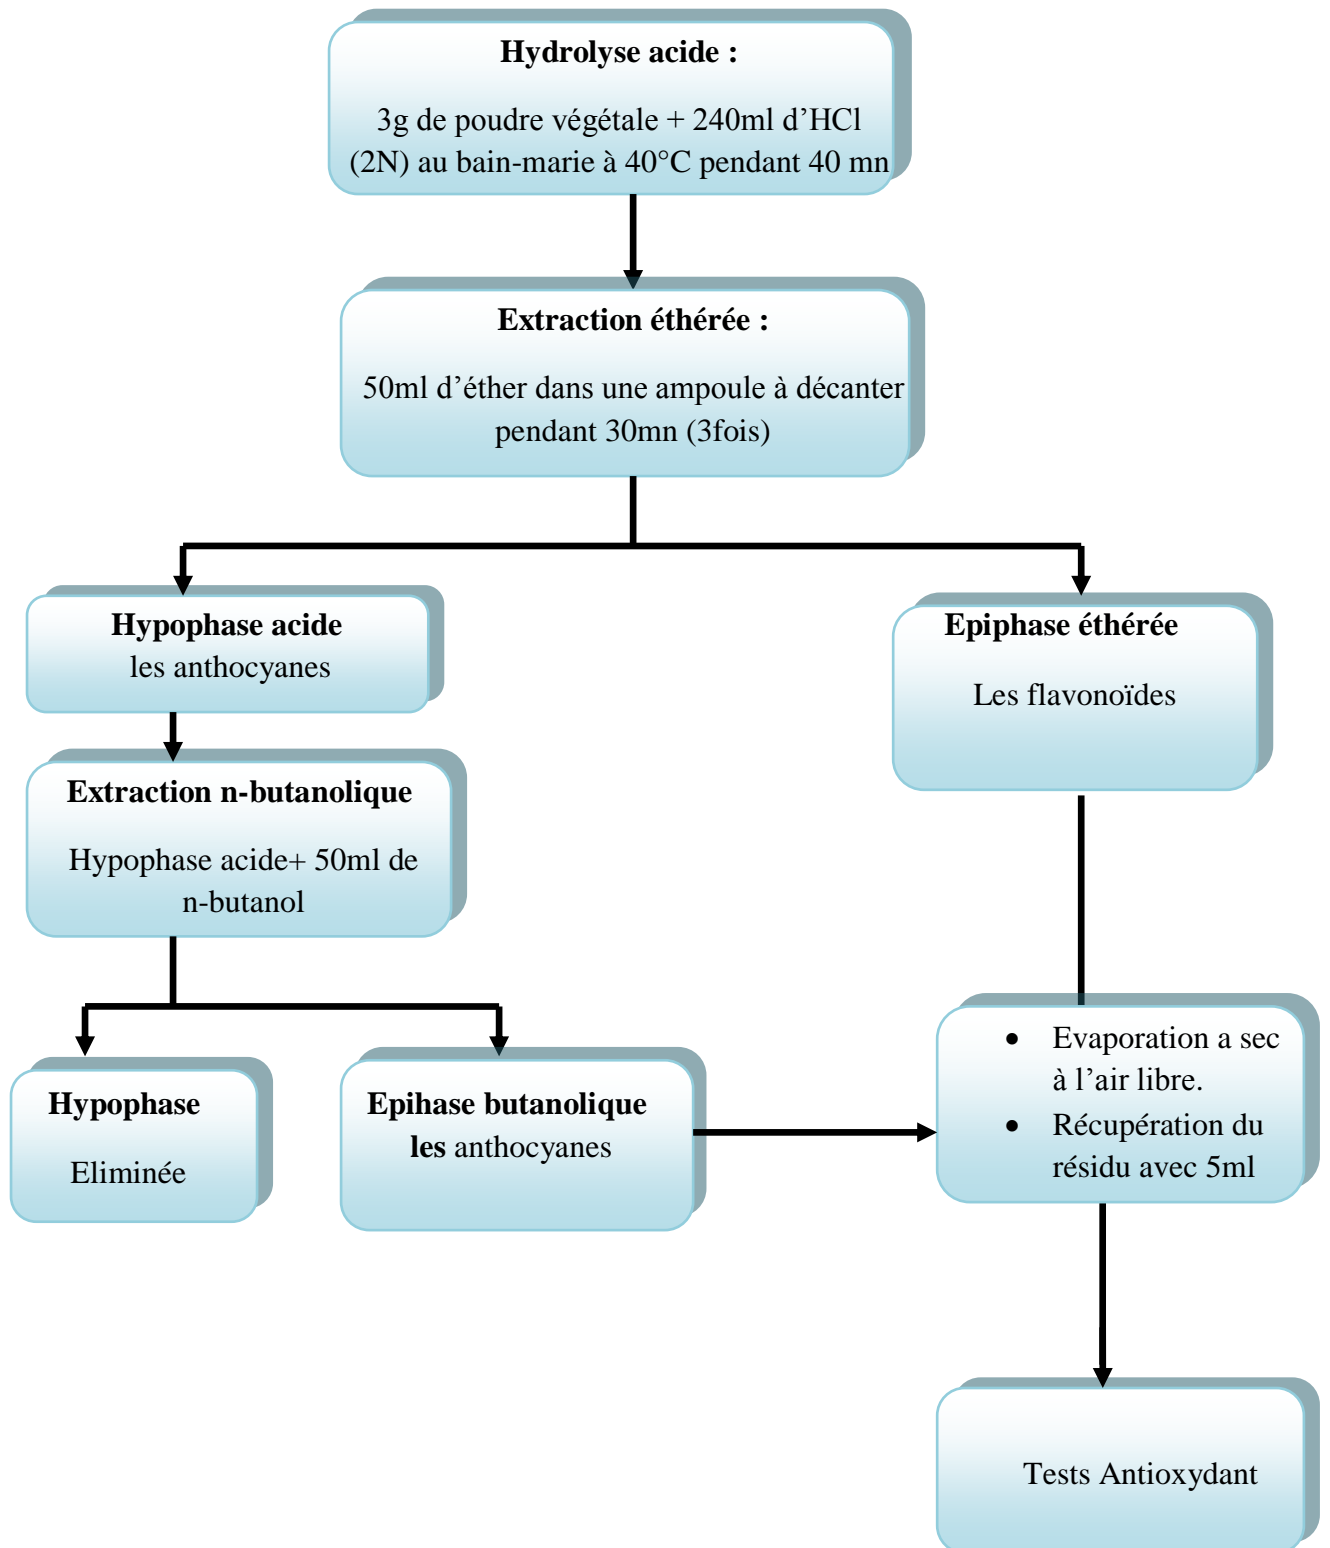 Hydrolyse acide :
3g de poudre végétale + 240ml d’HCl
(2N) au bain-marie à 40°C pendant 40 mn
Extraction éthérée :
50ml d’éther dans une ampoule à décanter
pendant 30mn (3fois)
Hypophase acide
les anthocyanes
Epiphase éthérée
Les flavonoïdes
Extraction n-butanolique
Hypophase acide+ 50ml de
n-butanol
Hypophase
Eliminée
Epihase butanolique
les anthocyanes
• Evaporation a sec
à l’air libre.
• Récupération du
résidu avec 5ml
Tests Antioxydant